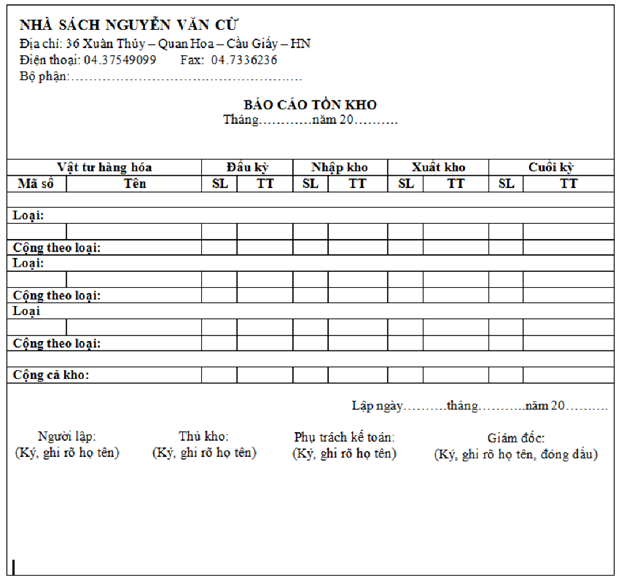 NHÀ SÁCH NGUYỄN VĂN CỪ
Địa chỉ: 36 Xuân Thủy – Quan Hoa – Cầu Giấy – HN
Điện thoại: 04.37549099 Fax: 04.7336236
Bộ phận:……………………………………………
BÁO CÁO TỒN KHO
Tháng…………năm 20……….
Vật tư hàng hóa Đầu kỳ Nhập kho Xuất kho Cuối kỳ
Mã số Tên SL TT SL TT SL TT SL TT
Loại:
Cộng theo loại:
Loại:
Cộng theo loại:
Loại
Cộng theo loại:
Cộng cả kho:
Lập ngày……….tháng………..năm 20……….
Người lập: Thủ kho: Phụ trách kế toán: Giám đốc:
(Ký, ghi rõ họ tên) (Ký, ghi rõ họ tên) (Ký, ghi rõ họ tên) (Ký, ghi rõ họ tên, đóng dấu)